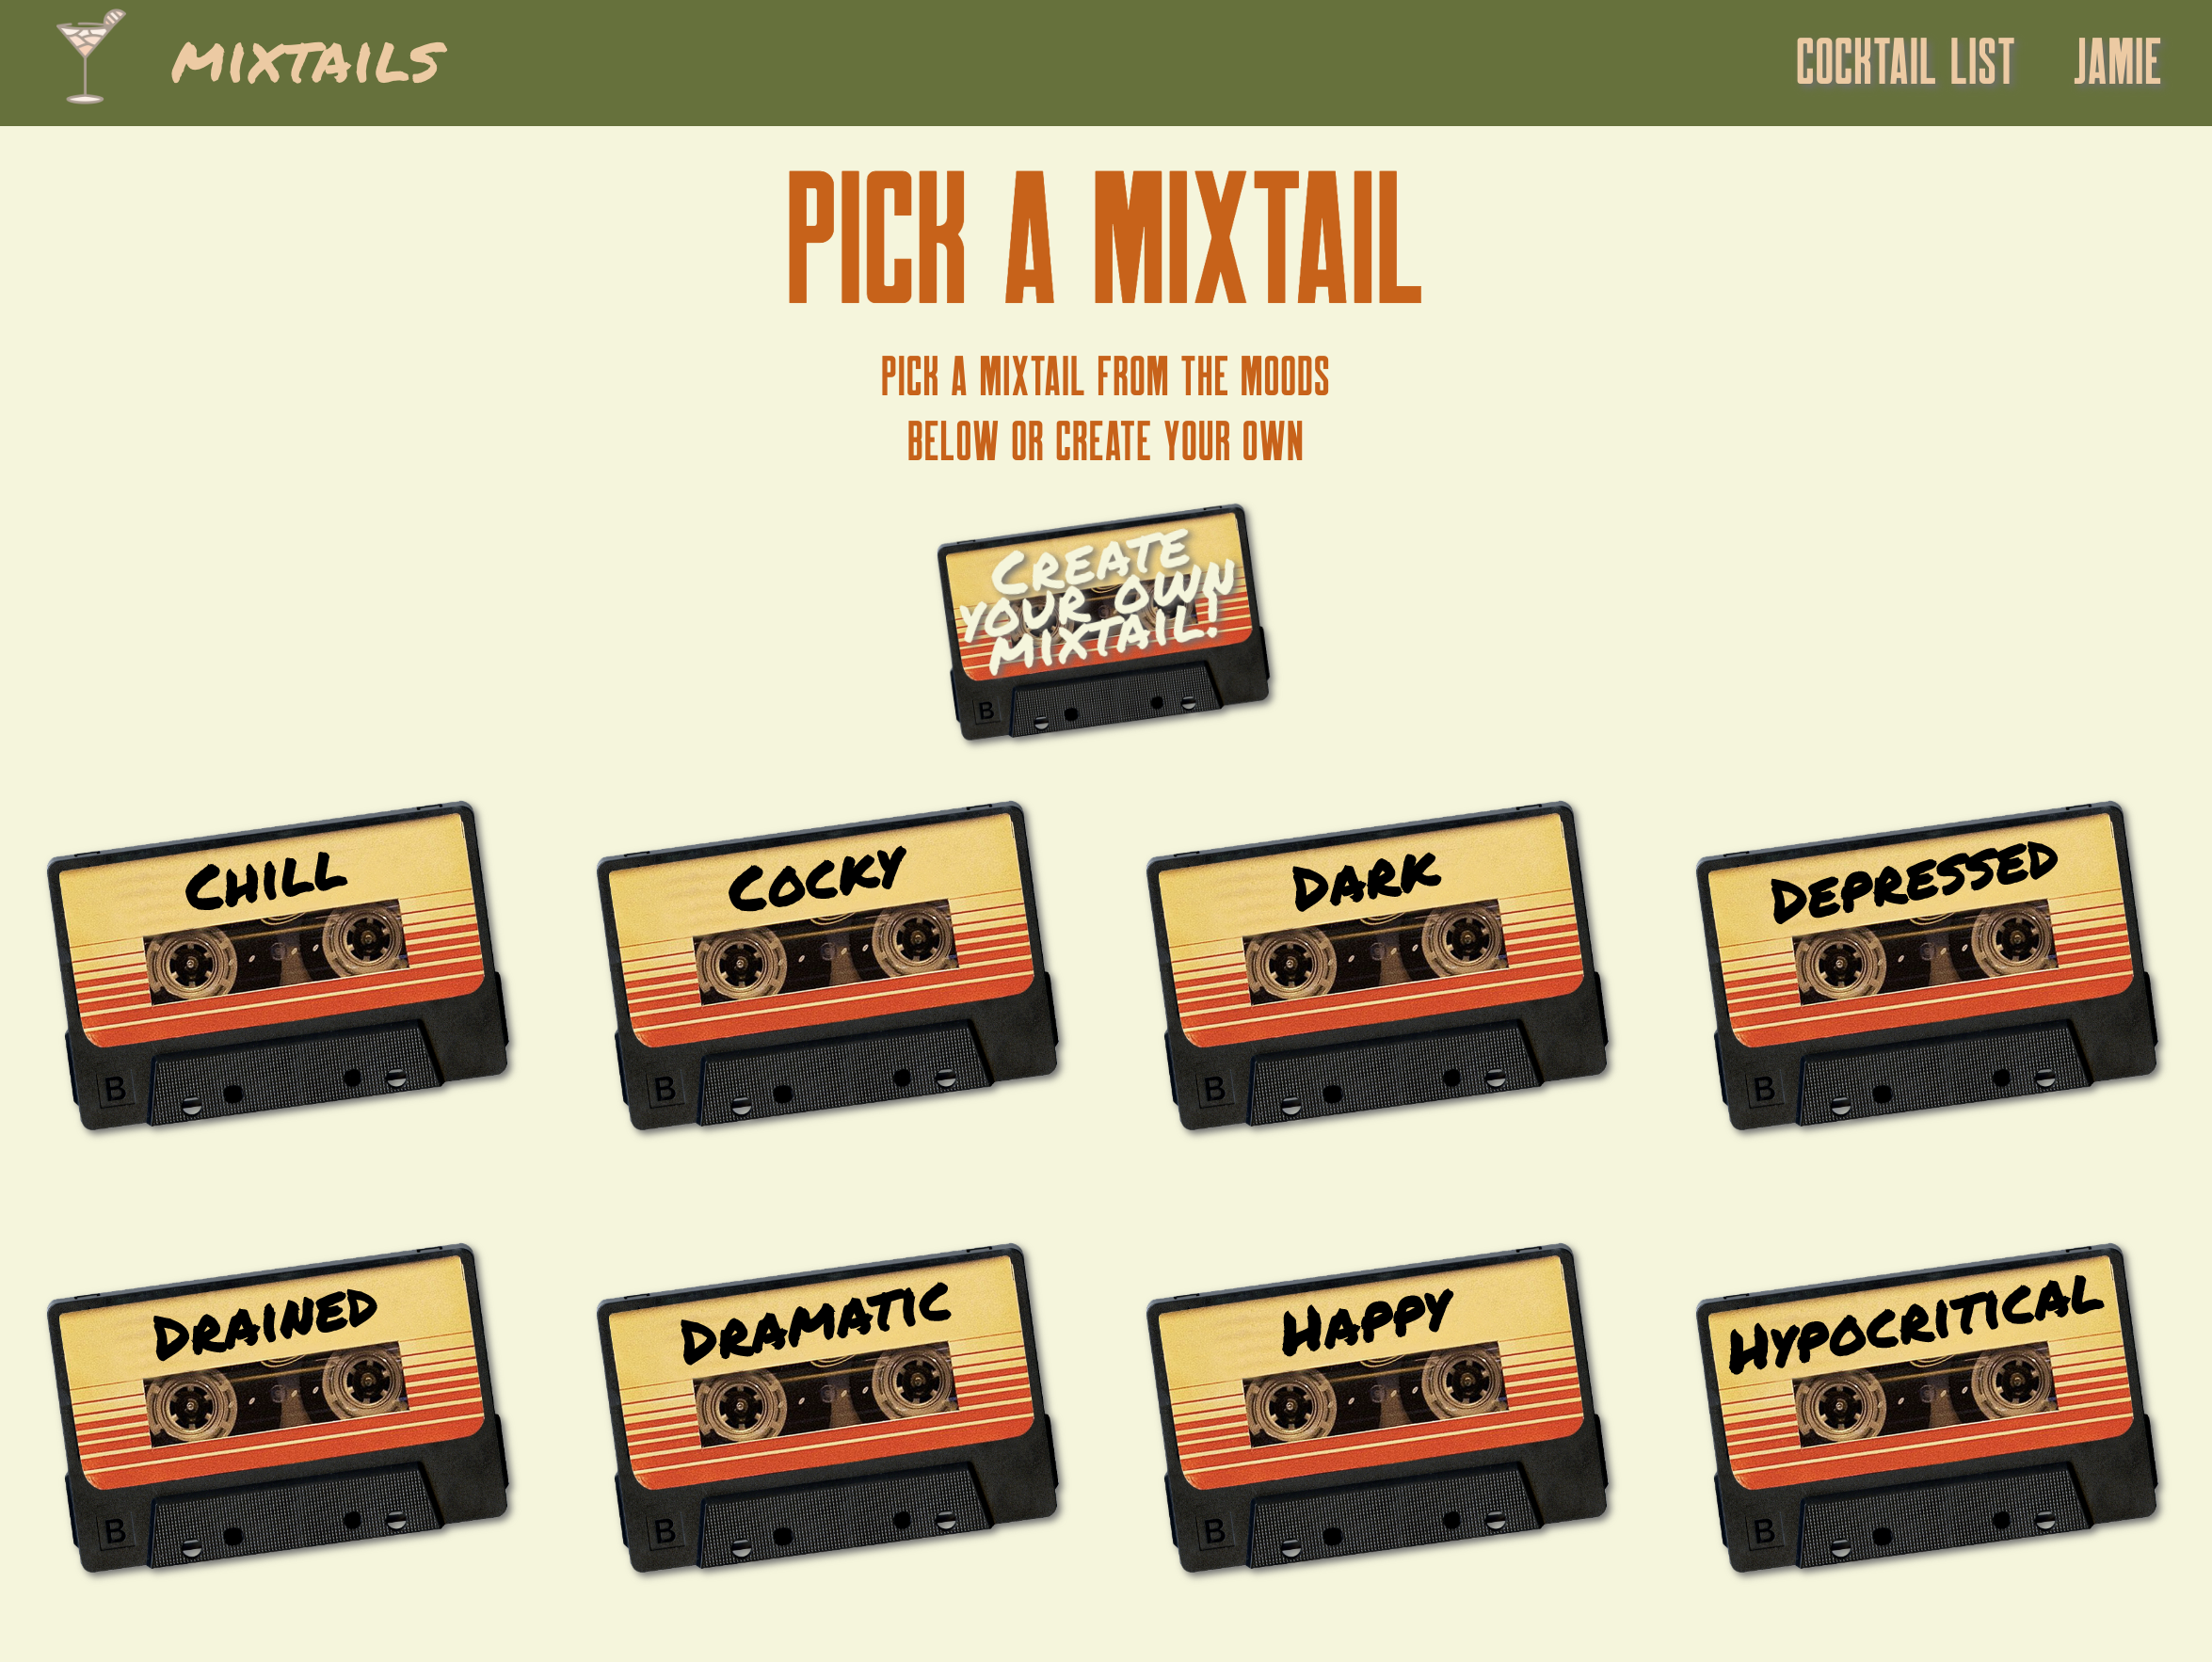 MIXTAILS
COCKTAIL LIST
JAMIE
PICK A MIXTAIL
PICK A MIXTAIL FROM THE MOODS
BELOW OR CREATE YOUR OWN
CREATE
YOUR OWN
MIXTAIL!
B
CHILL
COCKY
DARK
DEPRESSED
B
B
B
B
DRAINED
DRAMATIC
HAPPY
HYPOCRITICAL
B
B
B
B